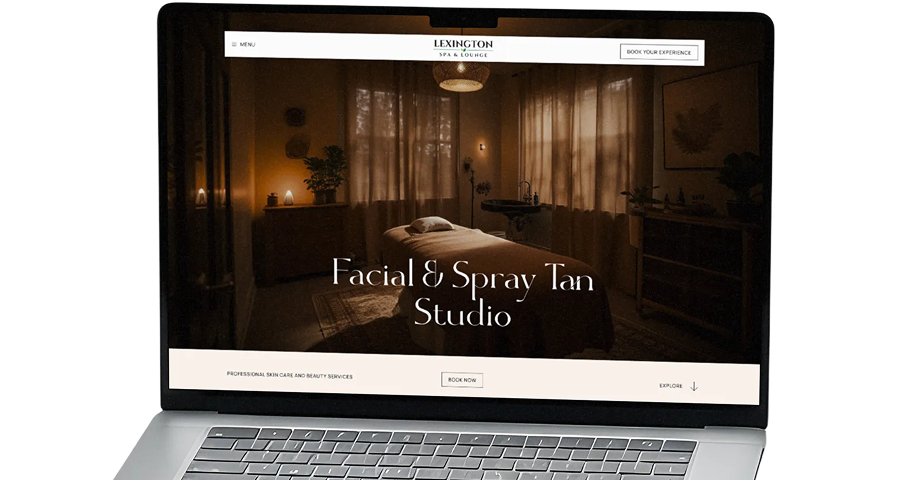 MENU
LEXINGTON
SPA & LOUNGE
BOOK YOUR EXPERIENCE
Facial & Spray Tan
Studio
PROFESSIONAL SKIN CARE AND BEAUTY SERVICES
BOOK NOW
EXPLORE